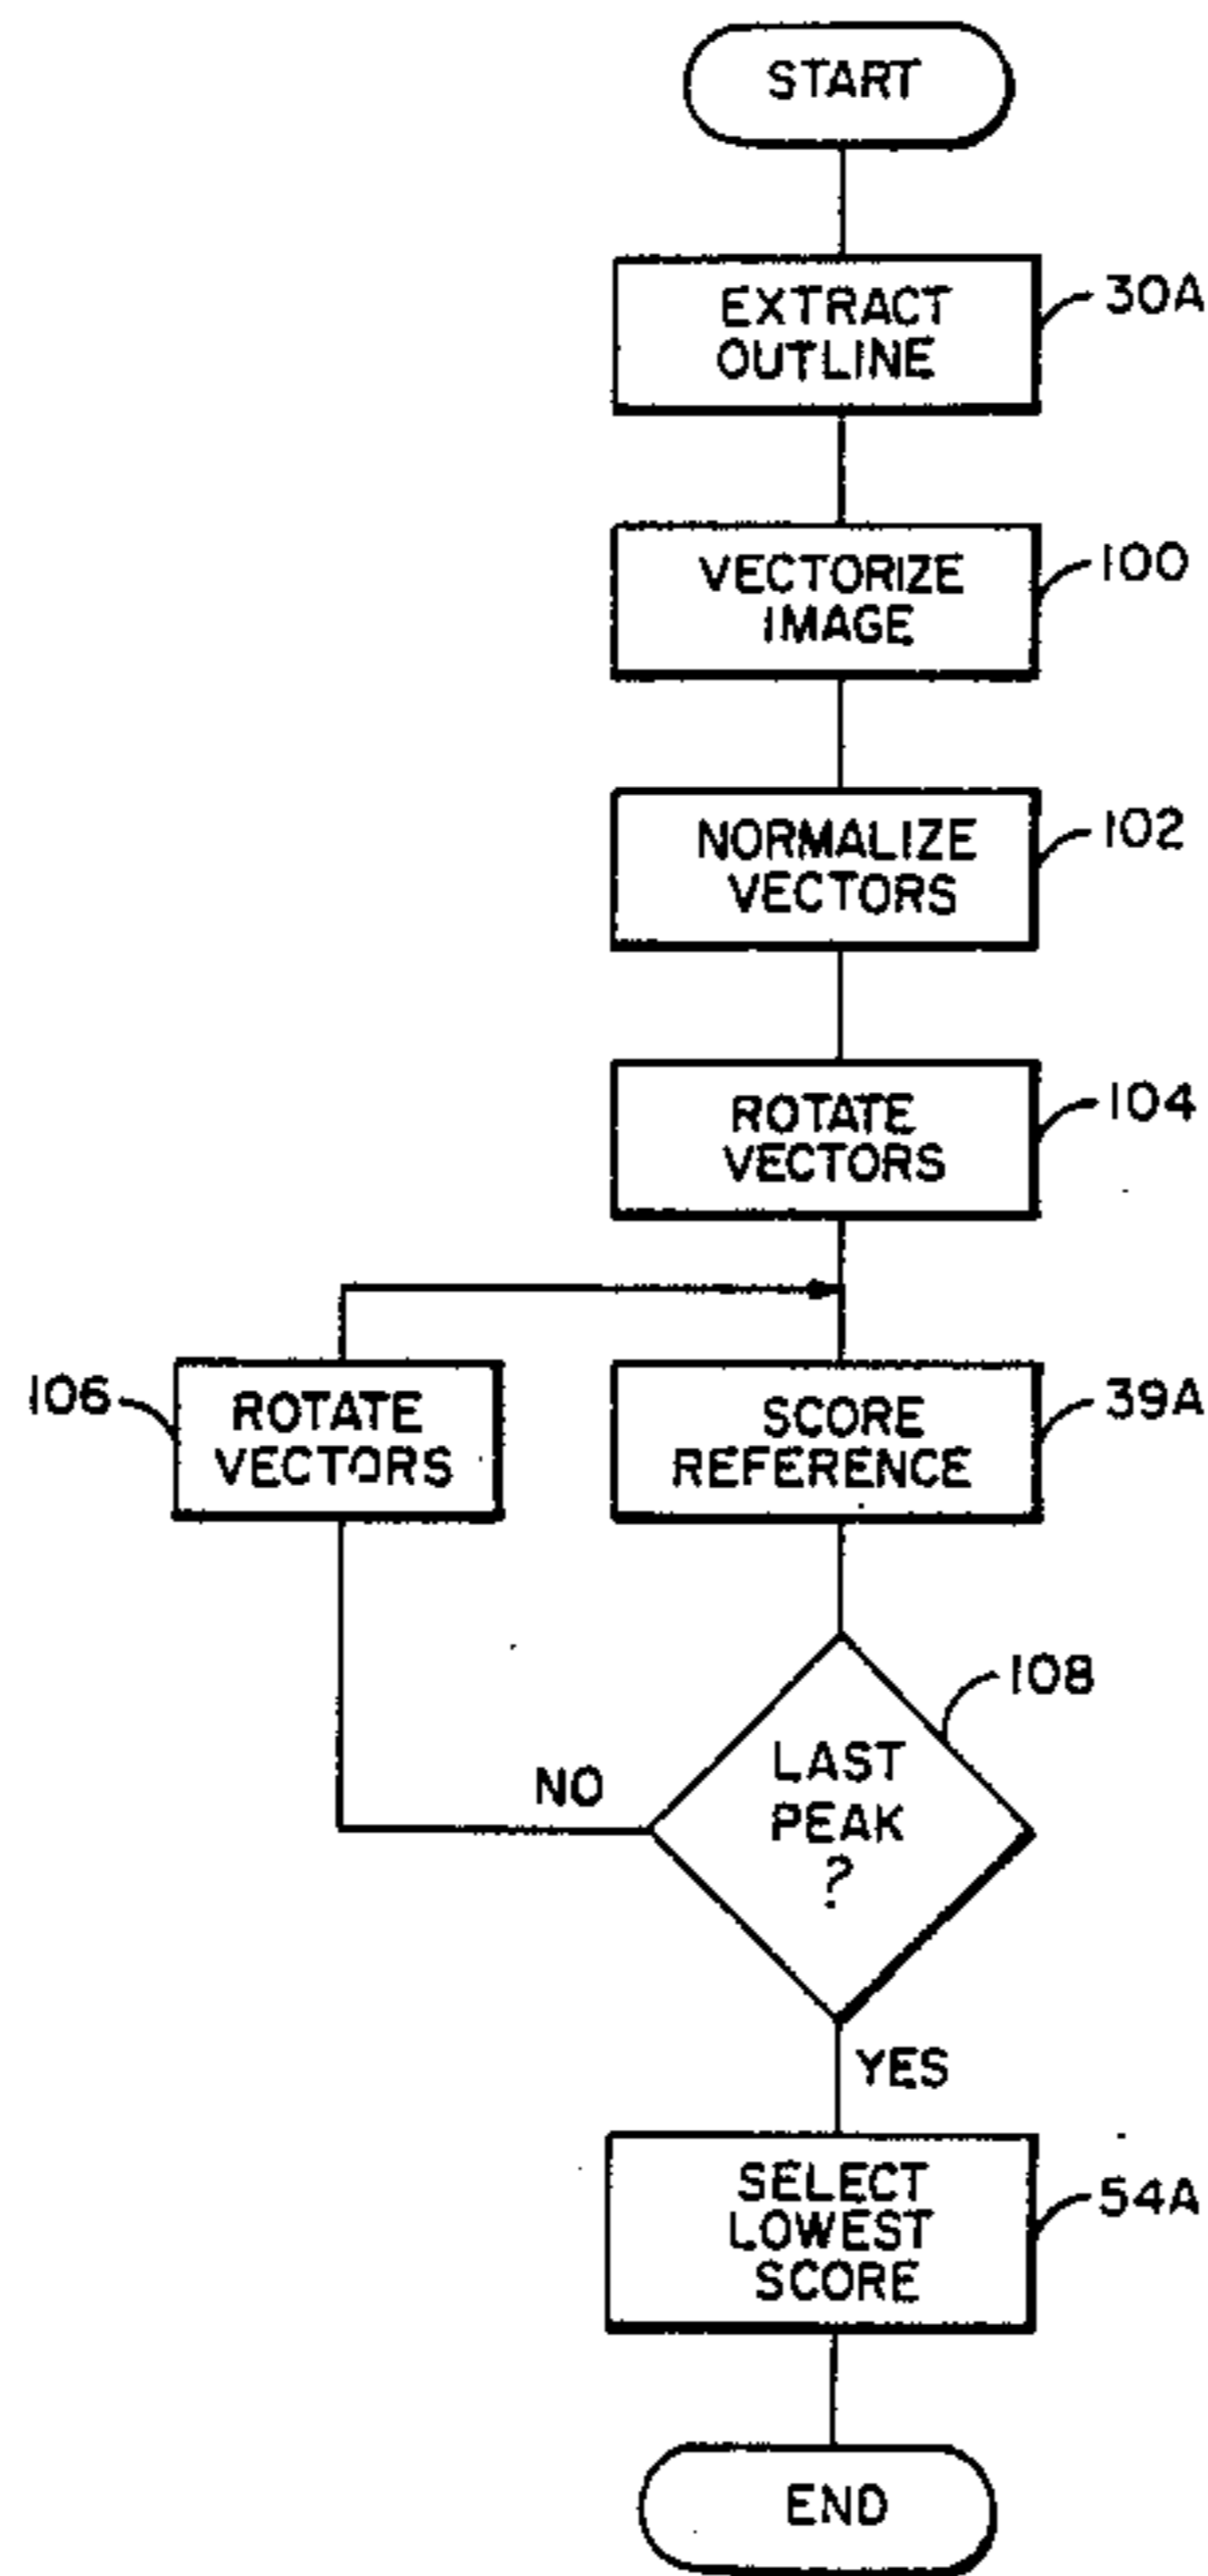 START
EXTRACT
OUTLINE
30A
VECTORIZE
IMAGE
100
NORMALIZE
VECTORS
102
ROTATE
VECTORS
104
106
ROTATE
VECTORS
SCORE
REFERENCE
39A
LAST
PEAK
?
108
NO
YES
SELECT
LOWEST
SCORE
54A
END